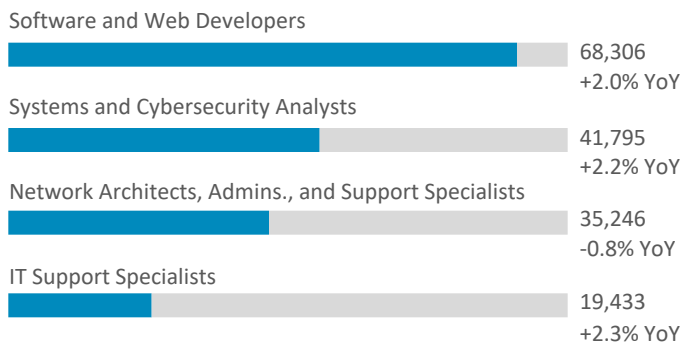 Software and Web Developers
68,306
+2.0% YoY
Systems and Cybersecurity Analysts
41,795
+2.2% YoY
Network Architects, Admins., and Support Specialists
35,246
-0.8% YoY
IT Support Specialists
19,433
+2.3% YoY